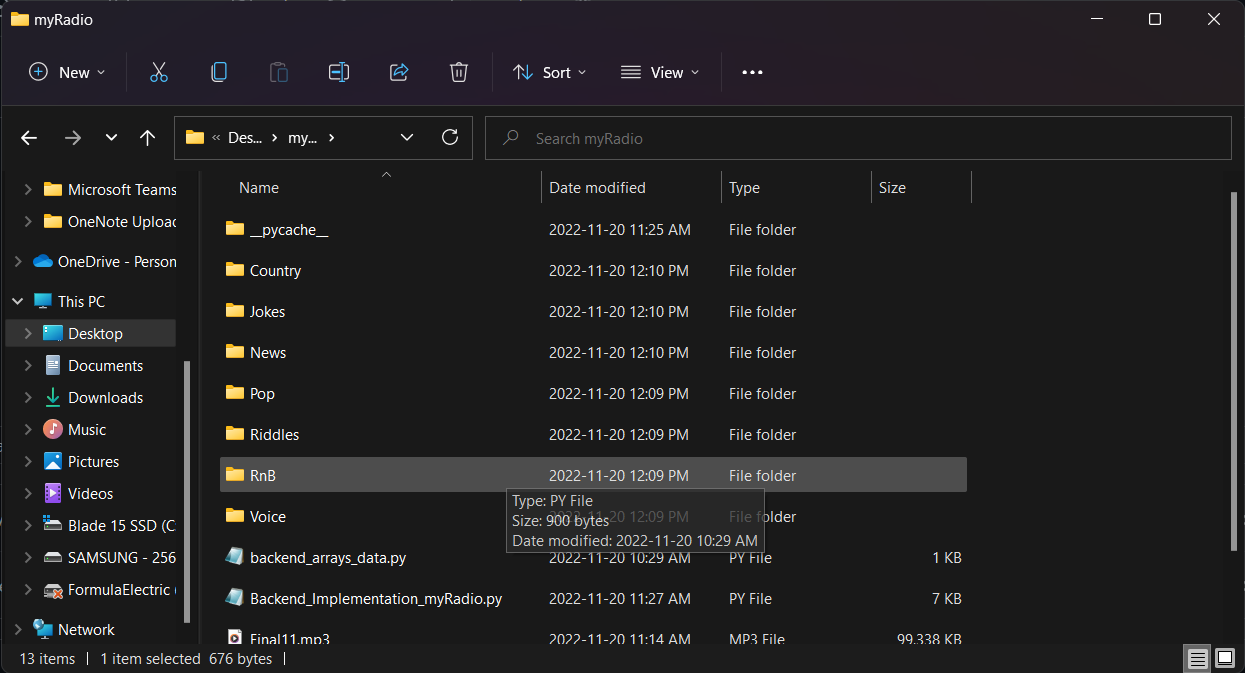 myRadio
New
Sort
View
Des... my...
Search myRadio
Microsoft Teams
OneNote Upload
OneDrive - Person
This PC
Desktop
Documents
Downloads
Music
Pictures
Videos
Blade 15 SSD (C
SAMSUNG - 256
FormulaElectric (
Network
Name Date modified Type Size
__pycache__ 2022-11-20 11:25 AM File folder
Country 2022-11-20 12:10 PM File folder
Jokes 2022-11-20 12:10 PM File folder
News 2022-11-20 12:10 PM File folder
Pop 2022-11-20 12:09 PM File folder
Riddles 2022-11-20 12:09 PM File folder
RnB 2022-11-20 12:09 PM File folder
Type: PY File
Voice 2022-11-20 12:09 PM File folder
Size: 900 bytes
Date modified: 2022-11-20 10:29 AM
backend_arrays_data.py 2022-11-20 10:29 AM PY File 1 KB
Backend_Implementation_myRadio.py 2022-11-20 11:27 AM PY File 7 KB
Final11.mp3 2022-11-20 11:14 AM MP3 File 99,338 KB
13 items 1 item selected 676 bytes